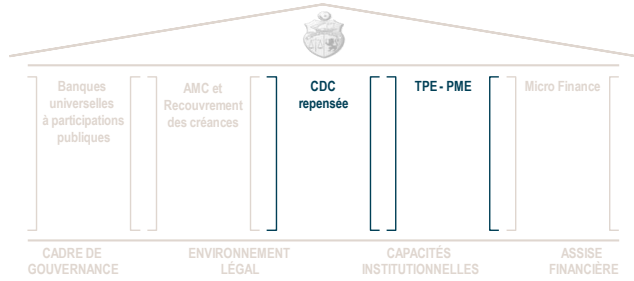 Banques
universelles
à participations
publiques
AMC et
Recouvrement
des créances
CDC
repensée
TPE - PME
Micro Finance
CADRE DE
GOUVERNANCE
ENVIRONNEMENT
LÉGAL
CAPACITÉS
INSTITUTIONNELLES
ASSISE
FINANCIÈRE